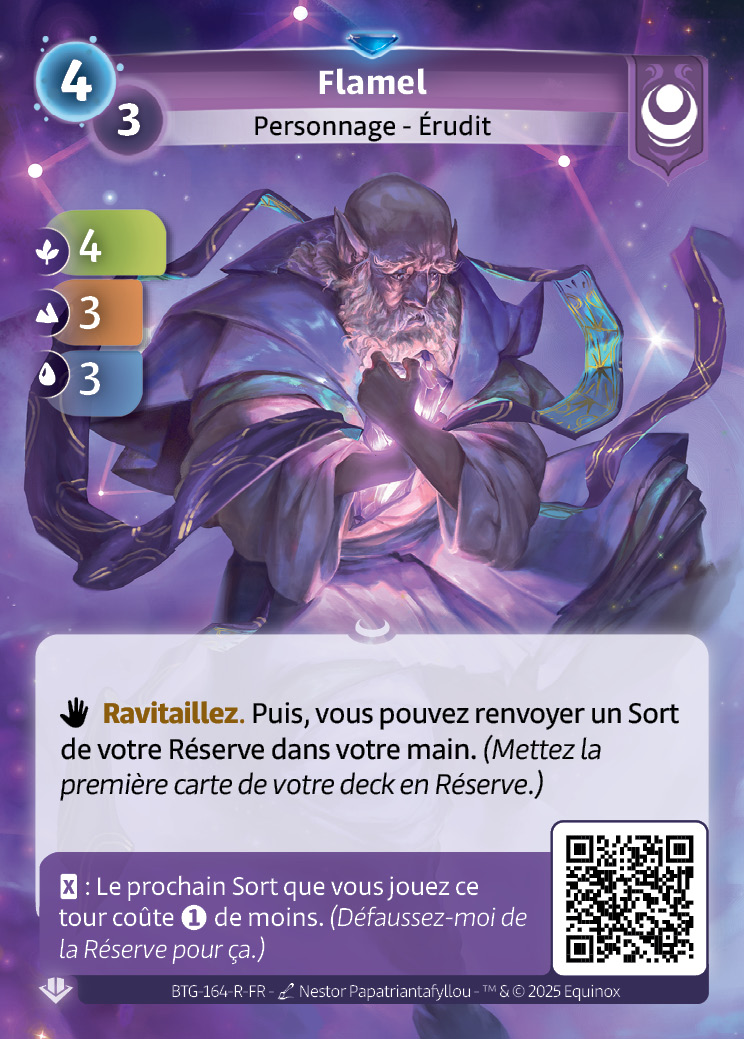 4
Flamel
3
Personnage - Érudit
4
3
3
Ravitaillez. Puis, vous pouvez renvoyer un Sort
de votre Réserve dans votre main. (Mettez la
première carte de votre deck en Réserve.)
X : Le prochain Sort que vous jouez ce
tour coûte 1 de moins. (Défaussez-moi de
la Réserve pour ça.)
BTG-164-R-FR - Nestor Papatriantafyllou - ™ & © 2025 Equinox